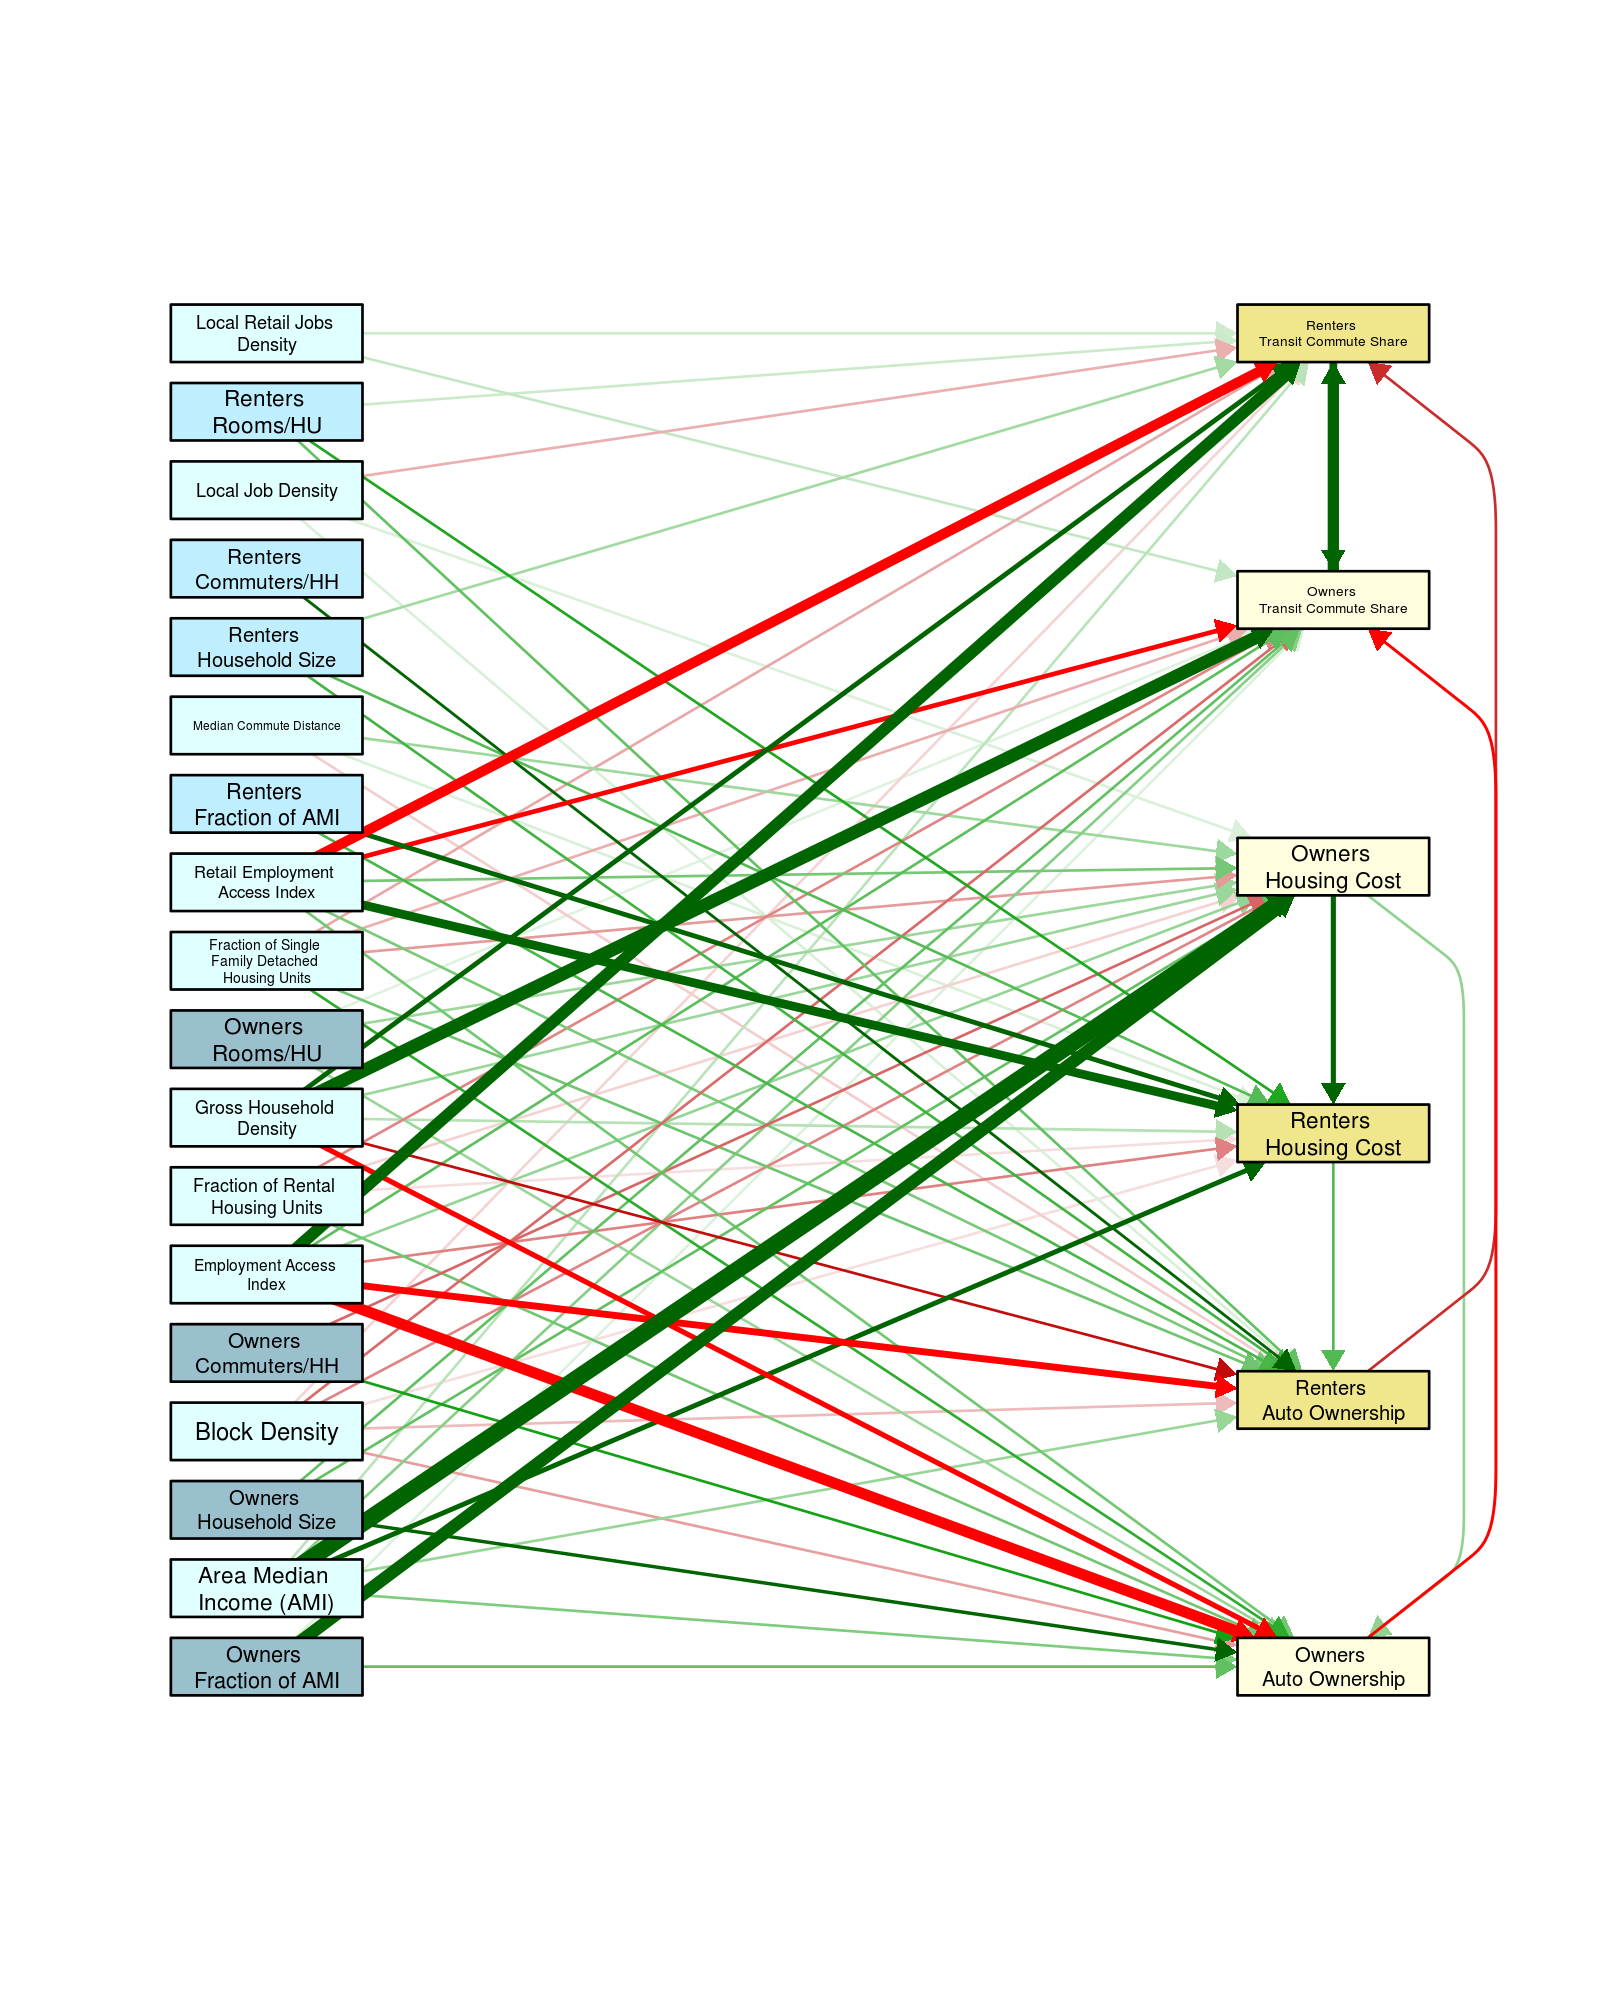 Local Retail Jobs
Density
Renters
Rooms/HU
Local Job Density
Renters
Commuters/HH
Renters
Household Size
Median Commute Distance
Renters
Fraction of AMI
Retail Employment
Access Index
Fraction of Single
Family Detached
Housing Units
Owners
Rooms/HU
Gross Household
Density
Fraction of Rental
Housing Units
Employment Access
Index
Owners
Commuters/HH
Block Density
Owners
Household Size
Area Median
Income (AMI)
Owners
Fraction of AMI
Renters
Transit Commute Share
Owners
Transit Commute Share
Owners
Housing Cost
Renters
Housing Cost
Renters
Auto Ownership
Owners
Auto Ownership